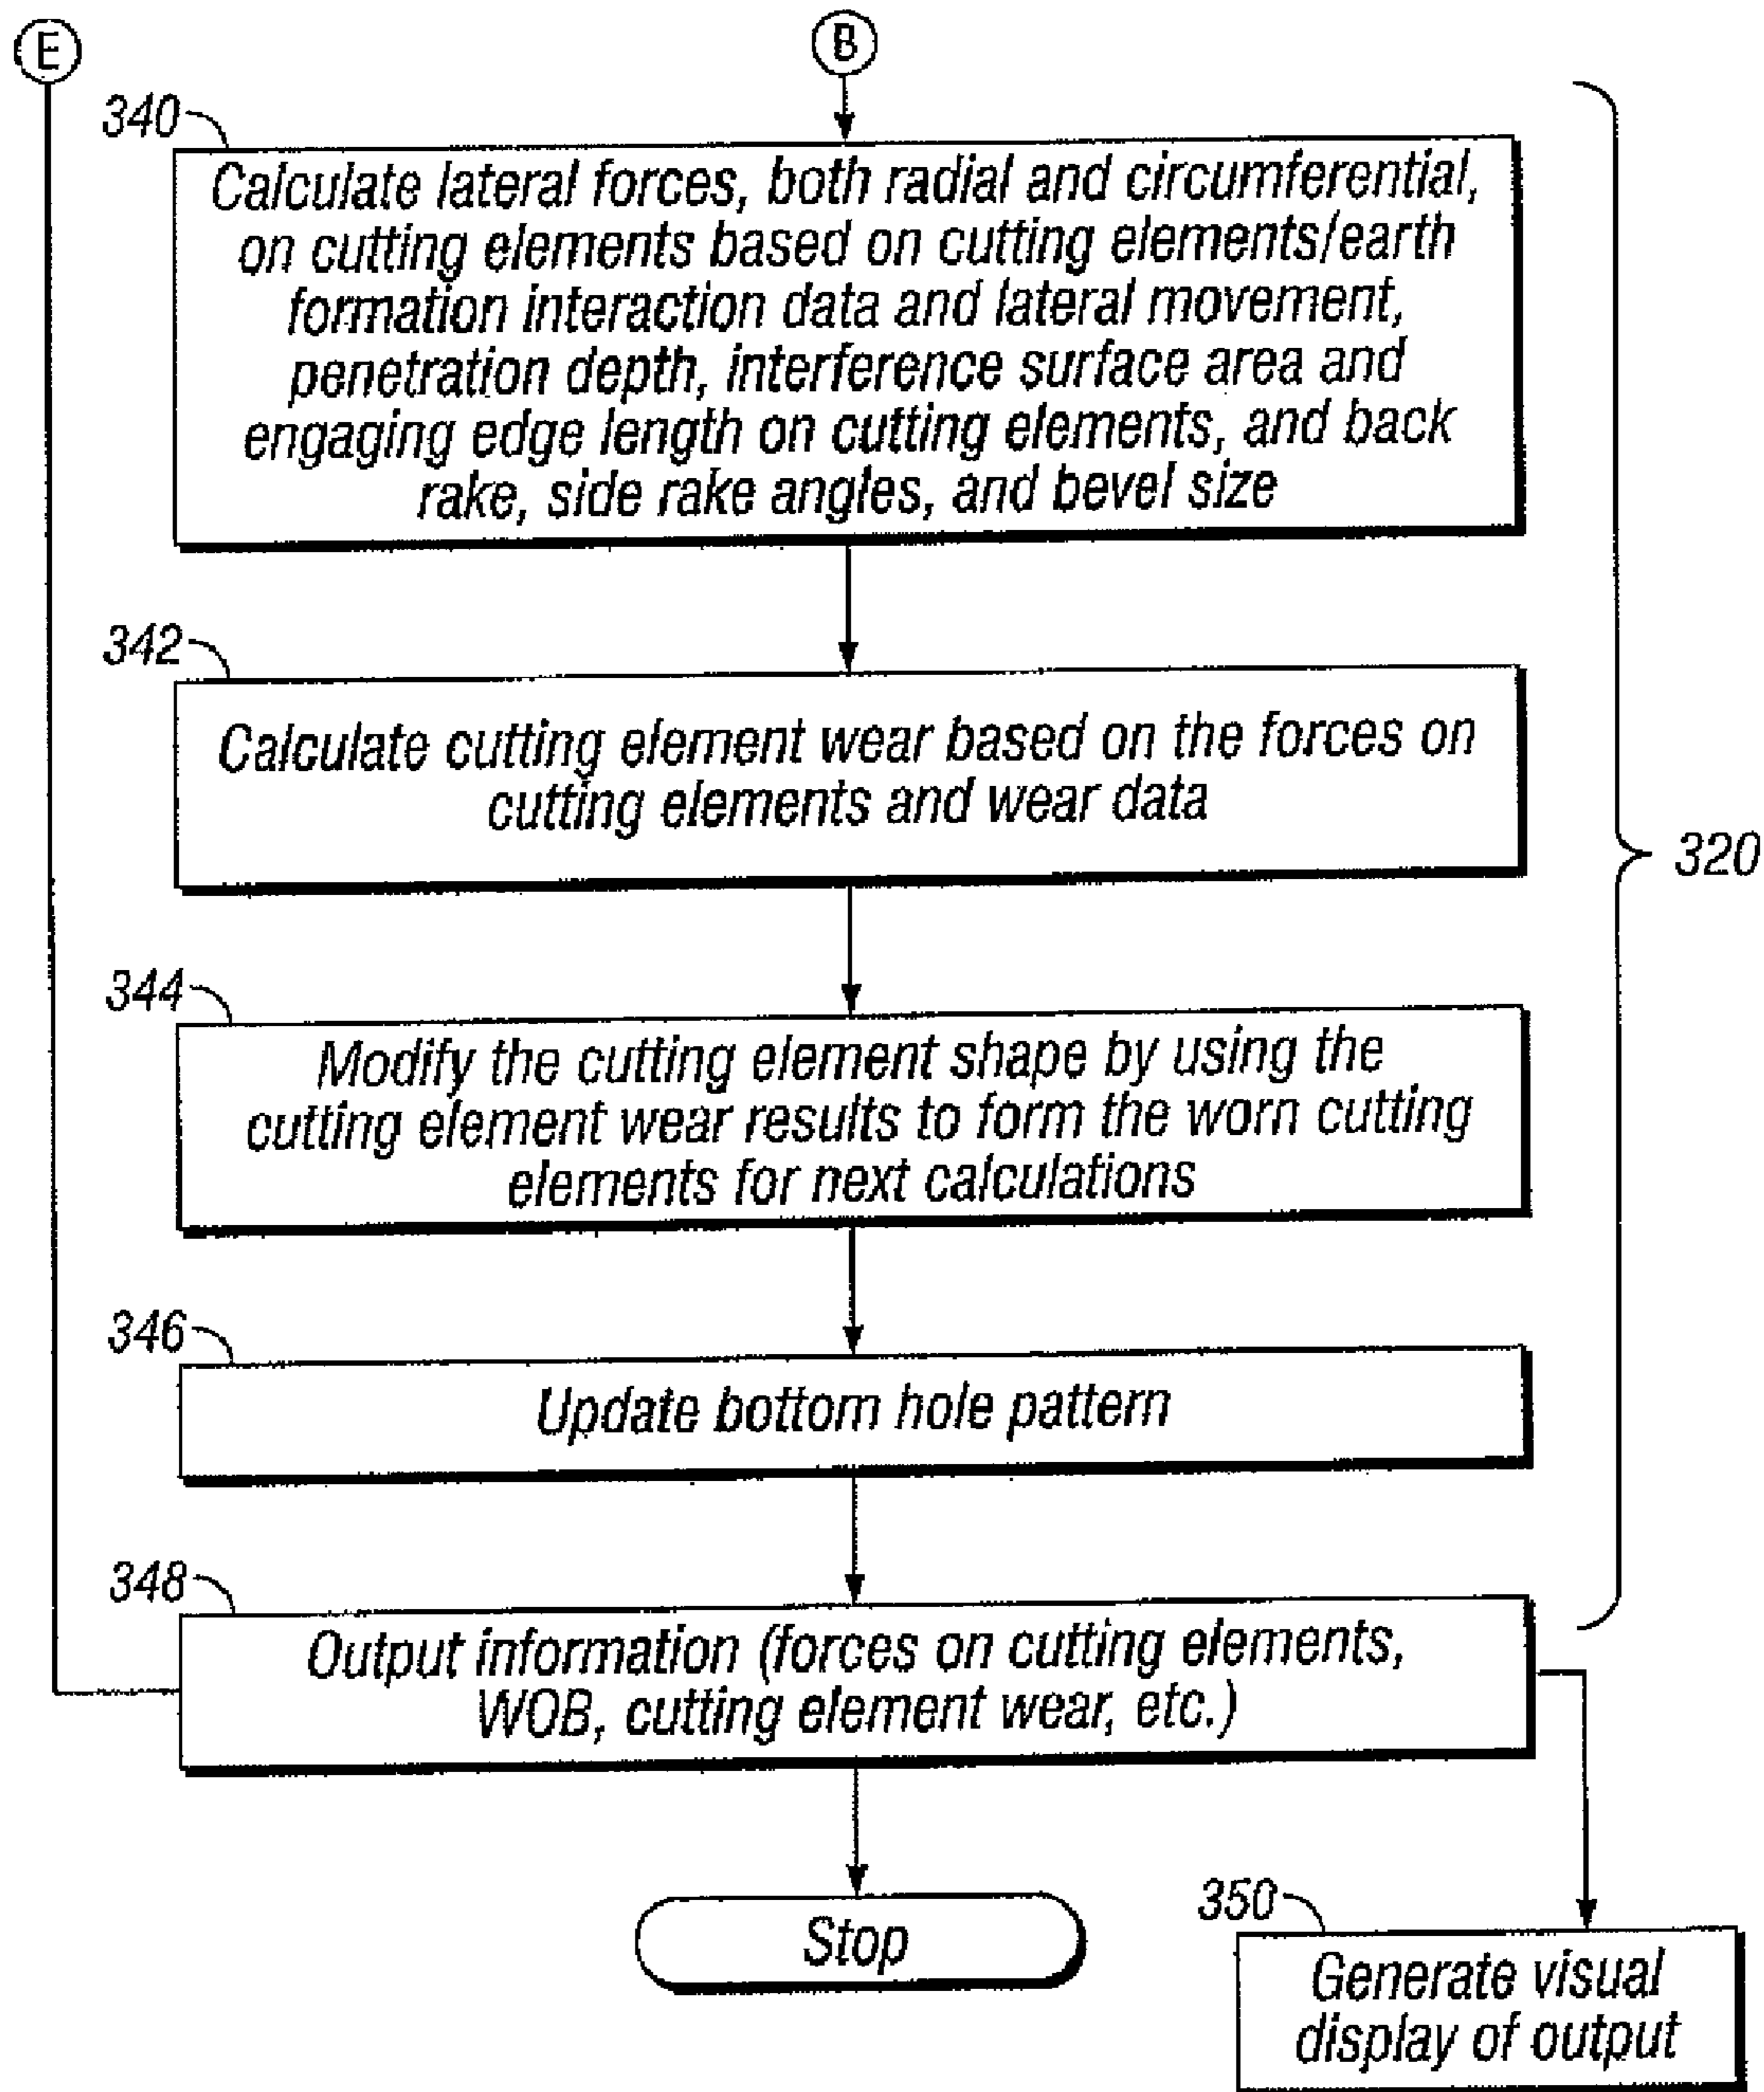 E
B
340
Calculate lateral forces, both radial and circumferential,
on cutting elements based on cutting elements/earth
formation interaction data and lateral movement,
penetration depth, interference surface area and
engaging edge length on cutting elements, and back
rake, side rake angles, and bevel size
342
Calculate cutting element wear based on the forces on
cutting elements and wear data
320
344
Modify the cutting element shape by using the
cutting element wear results to form the worn cutting
elements for next calculations
346
Update bottom hole pattern
348
Output information (forces on cutting elements,
WOB, cutting element wear, etc.)
Stop
350
Generate visual
display of output